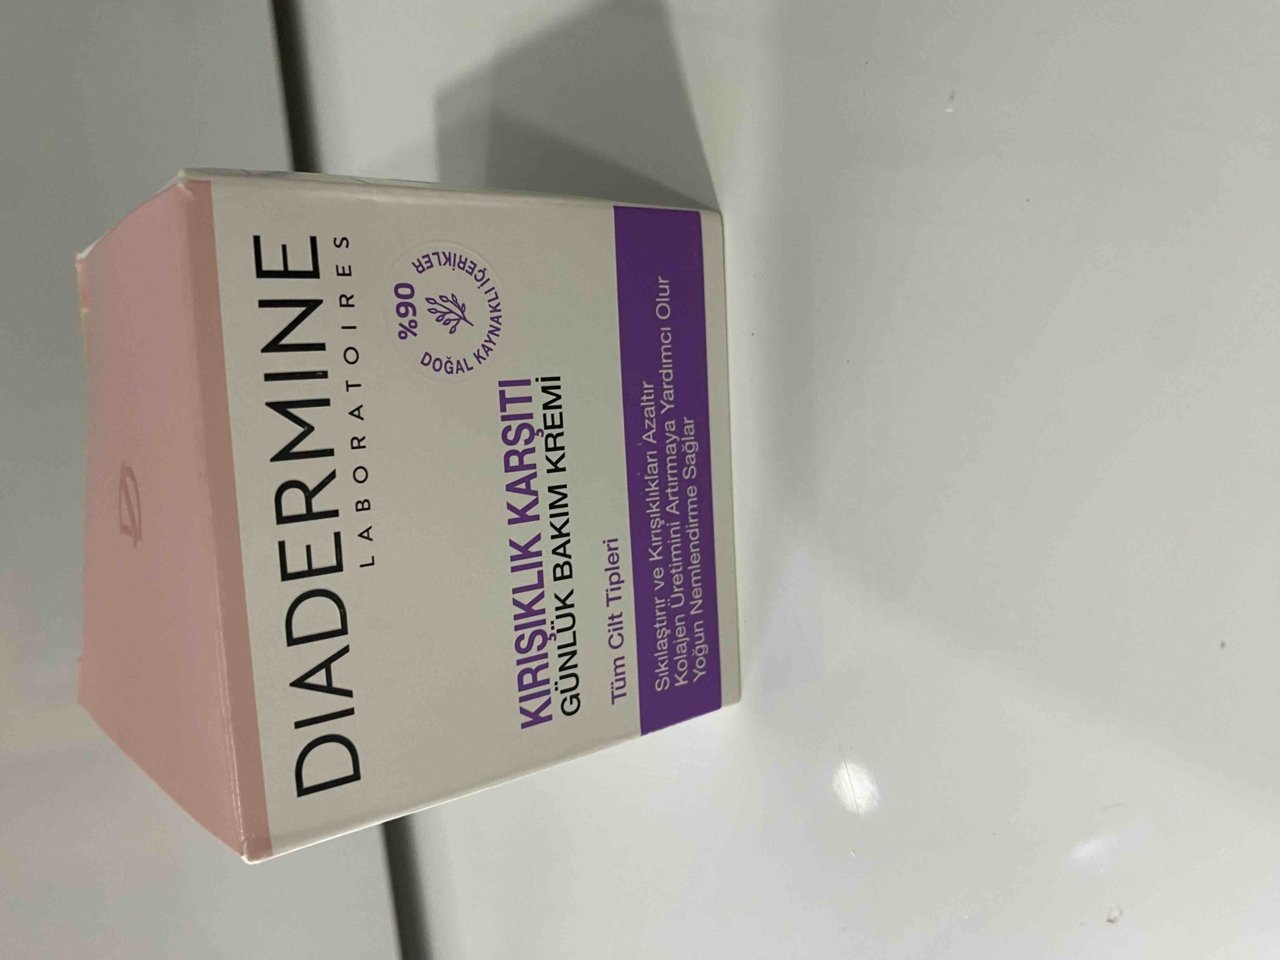 DIADERMINE
LABORATOIRES
%90
DOĞAL KAYNAKLI İÇERİKLER
KIRIŞIKLIK KARŞITI
GÜNLÜK BAKIM KREMİ
Tüm Cilt Tipleri
Sıkılaştırır ve Kırışıklıkları Azaltır
Kolajen Üretimini Artırmaya Yardımcı Olur
Yoğun Nemlendirme Sağlar